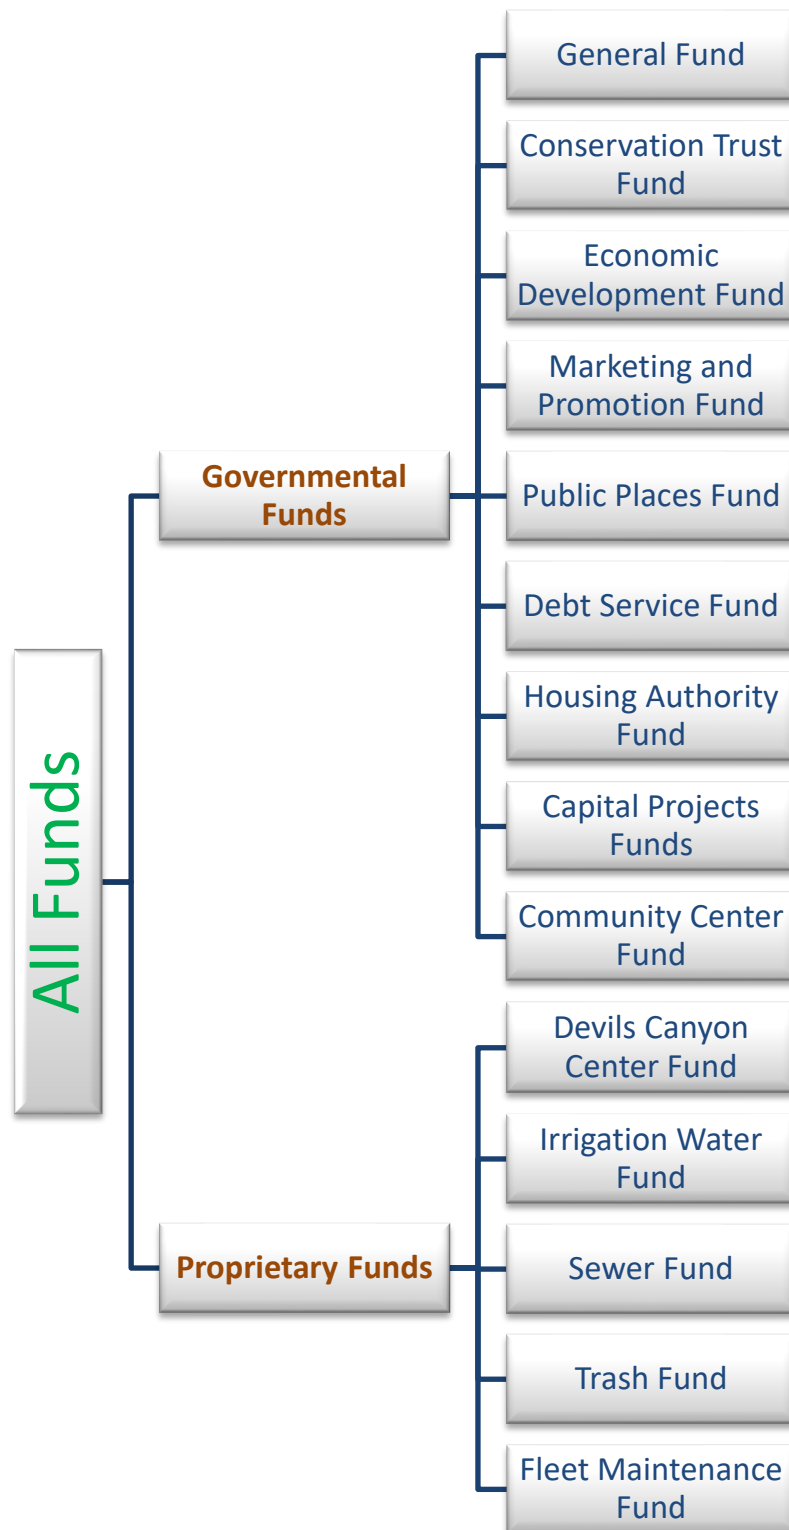 All Funds
Governmental
Funds
General Fund
Conservation Trust
Fund
Economic
Development Fund
Marketing and
Promotion Fund
Public Places Fund
Debt Service Fund
Housing Authority
Fund
Capital Projects
Funds
Community Center
Fund
Proprietary Funds
Devils Canyon
Center Fund
Irrigation Water
Fund
Sewer Fund
Trash Fund
Fleet Maintenance
Fund